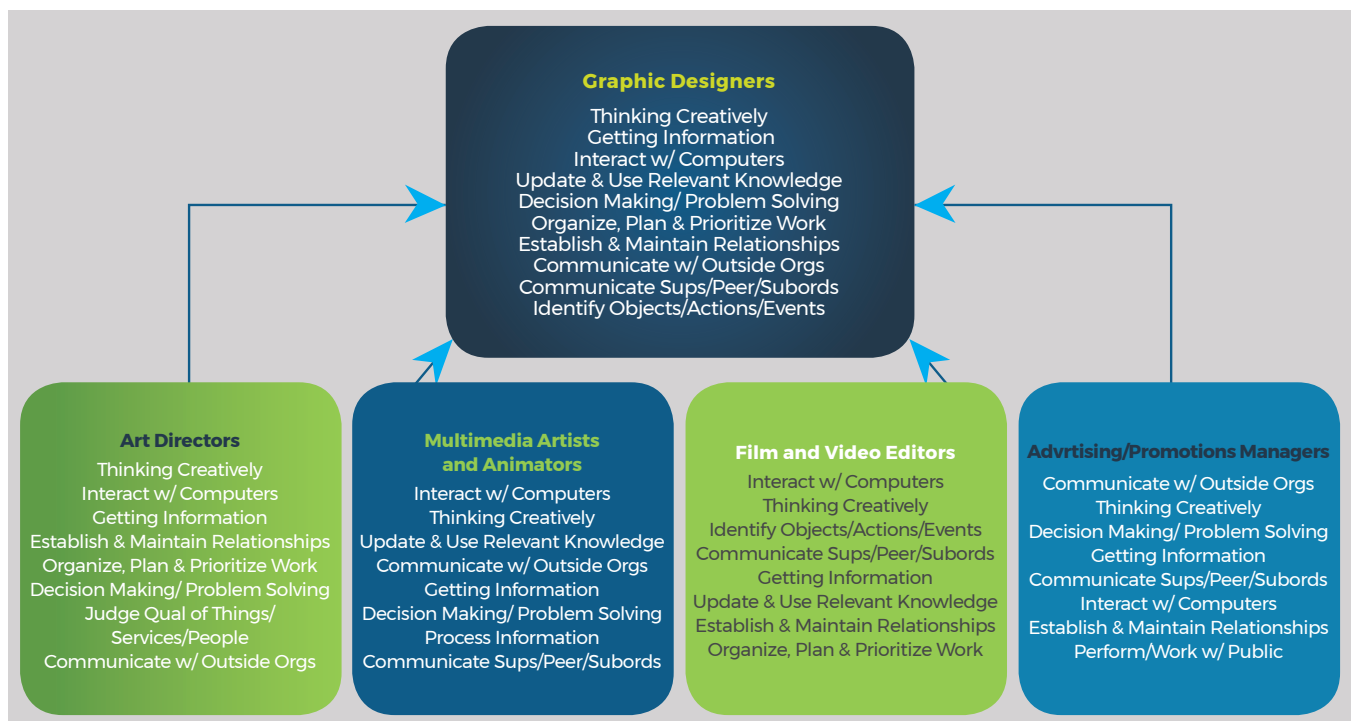 Graphic Designers
Thinking Creatively
Getting Information
Interact w/ Computers
Update & Use Relevant Knowledge
Decision Making/ Problem Solving
Organize, Plan & Prioritize Work
Establish & Maintain Relationships
Communicate w/ Outside Orgs
Communicate Sups/Peer/Subords
Identify Objects/Actions/Events
Art Directors
Thinking Creatively
Interact w/ Computers
Getting Information
Establish & Maintain Relationships
Organize, Plan & Prioritize Work
Decision Making/ Problem Solving
Judge Qual of Things/
Services/People
Communicate w/ Outside Orgs
Multimedia Artists
and Animators
Interact w/ Computers
Thinking Creatively
Update & Use Relevant Knowledge
Communicate w/ Outside Orgs
Getting Information
Decision Making/ Problem Solving
Process Information
Communicate Sups/Peer/Subords
Film and Video Editors
Interact w/ Computers
Thinking Creatively
Identify Objects/Actions/Events
Communicate Sups/Peer/Subords
Getting Information
Update & Use Relevant Knowledge
Establish & Maintain Relationships
Organize, Plan & Prioritize Work
Advrtising/Promotions Managers
Communicate w/ Outside Orgs
Thinking Creatively
Decision Making/ Problem Solving
Getting Information
Communicate Sups/Peer/Subords
Interact w/ Computers
Establish & Maintain Relationships
Perform/Work w/ Public